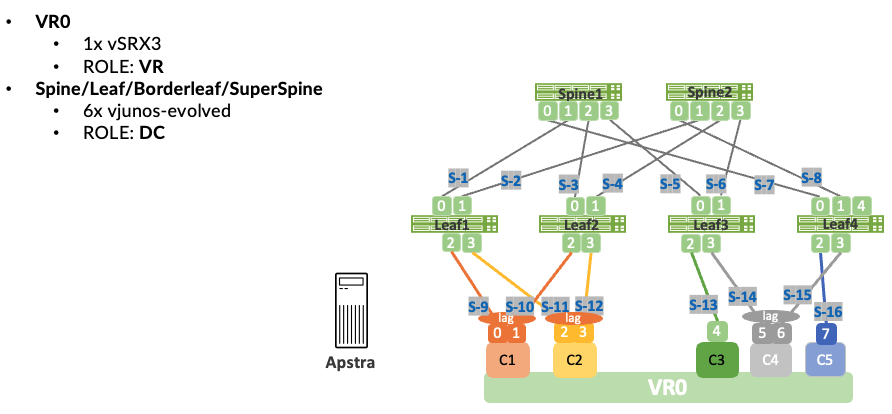 • VR0
• 1x vSRX3
• ROLE: VR
• Spine/Leaf/Borderleaf/SuperSpine
• 6x vjunos-evolved
• ROLE: DC
Spine1 Spine2
0 1 2 3 0 1 2 3
S-1 S-2 S-3 S-4 S-5 S-6 S-7 S-8
0 1 0 1 0 1 0 1 4
Leaf1 Leaf2 Leaf3 Leaf4
2 3 2 3 2 3 2 3
S-9 S-10 S-11 S-12 S-13 S-14 S-15 S-16
lag lag lag
0 1 2 3 4 5 6 7
C1 C2 C3 C4 C5
Apstra
VR0